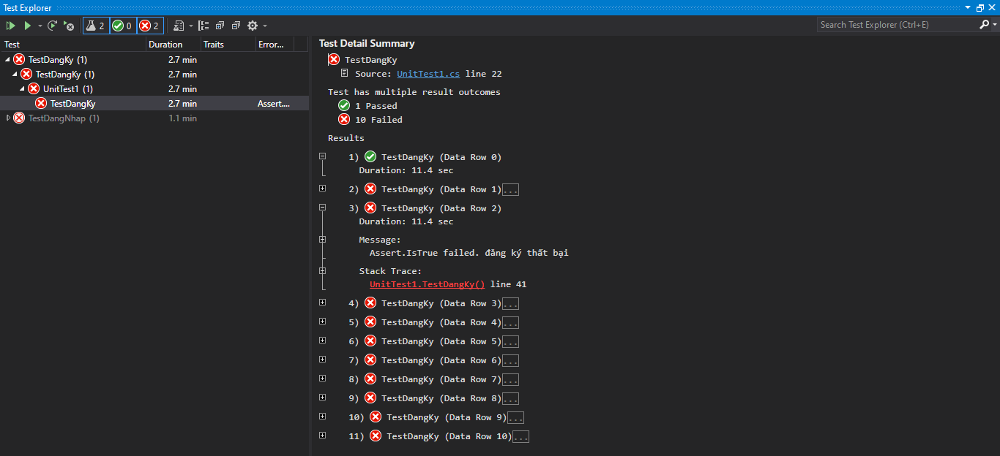 Test Explorer
2 0 2
Search Test Explorer (Ctrl+E)
Test Duration Traits Error...
TestDangKy (1) 2.7 min
TestDangKy (1) 2.7 min
UnitTest1 (1) 2.7 min
TestDangKy 2.7 min Assert....
TestDangNhap (1) 1.1 min
Test Detail Summary
TestDangKy
Source: UnitTest1.cs line 22
Test has multiple result outcomes
1 Passed
10 Failed
Results
1) TestDangKy (Data Row 0)
Duration: 11.4 sec
2) TestDangKy (Data Row 1)...
3) TestDangKy (Data Row 2)
Duration: 11.4 sec
Message:
Assert.IsTrue failed. đăng ký thất bại
Stack Trace:
UnitTest1.TestDangKy() line 41
4) TestDangKy (Data Row 3)...
5) TestDangKy (Data Row 4)...
6) TestDangKy (Data Row 5)...
7) TestDangKy (Data Row 6)...
8) TestDangKy (Data Row 7)...
9) TestDangKy (Data Row 8)...
10) TestDangKy (Data Row 9)...
11) TestDangKy (Data Row 10)...